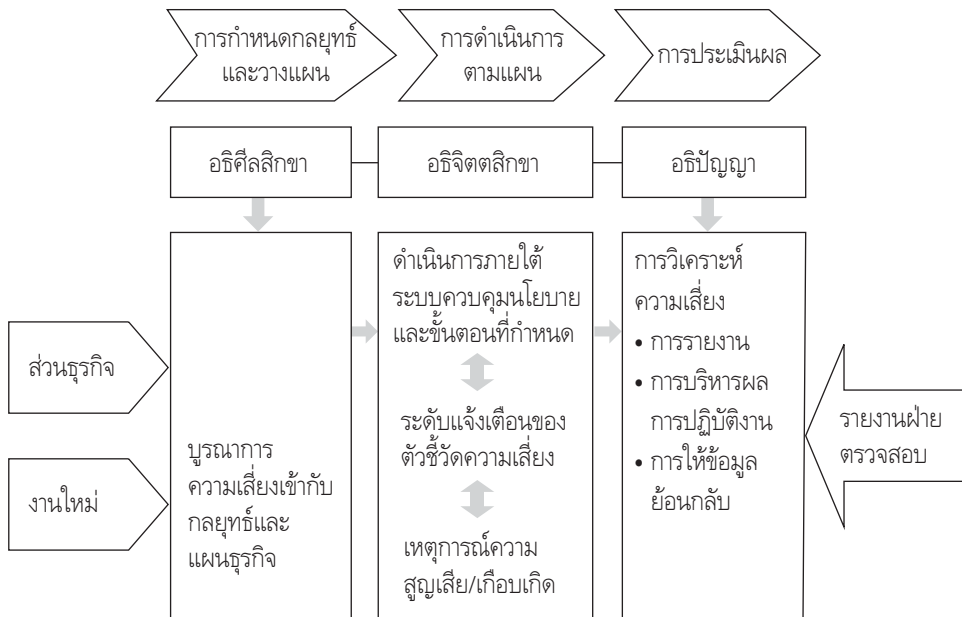 การกำหนดกลยุทธ์
และวางแผน
การดำเนินการ
ตามแผน
การประเมินผล
อธิศีลสิกขา
อธิจิตตสิกขา
อธิปัญญา
ส่วนธุรกิจ
งานใหม่
บูรณาการ
ความเสี่ยงเข้ากับ
กลยุทธ์และ
แผนธุรกิจ
ดำเนินการภายใต้
ระบบควบคุมนโยบาย
และขั้นตอนที่กำหนด
ระดับแจ้งเตือนของ
ตัวชี้วัดความเสี่ยง
เหตุการณ์ความ
สูญเสีย/เกือบเกิด
การวิเคราะห์
ความเสี่ยง
• การรายงาน
• การบริหารผล
การปฏิบัติงาน
• การให้ข้อมูล
ย้อนกลับ
รายงานฝ่าย
ตรวจสอบ